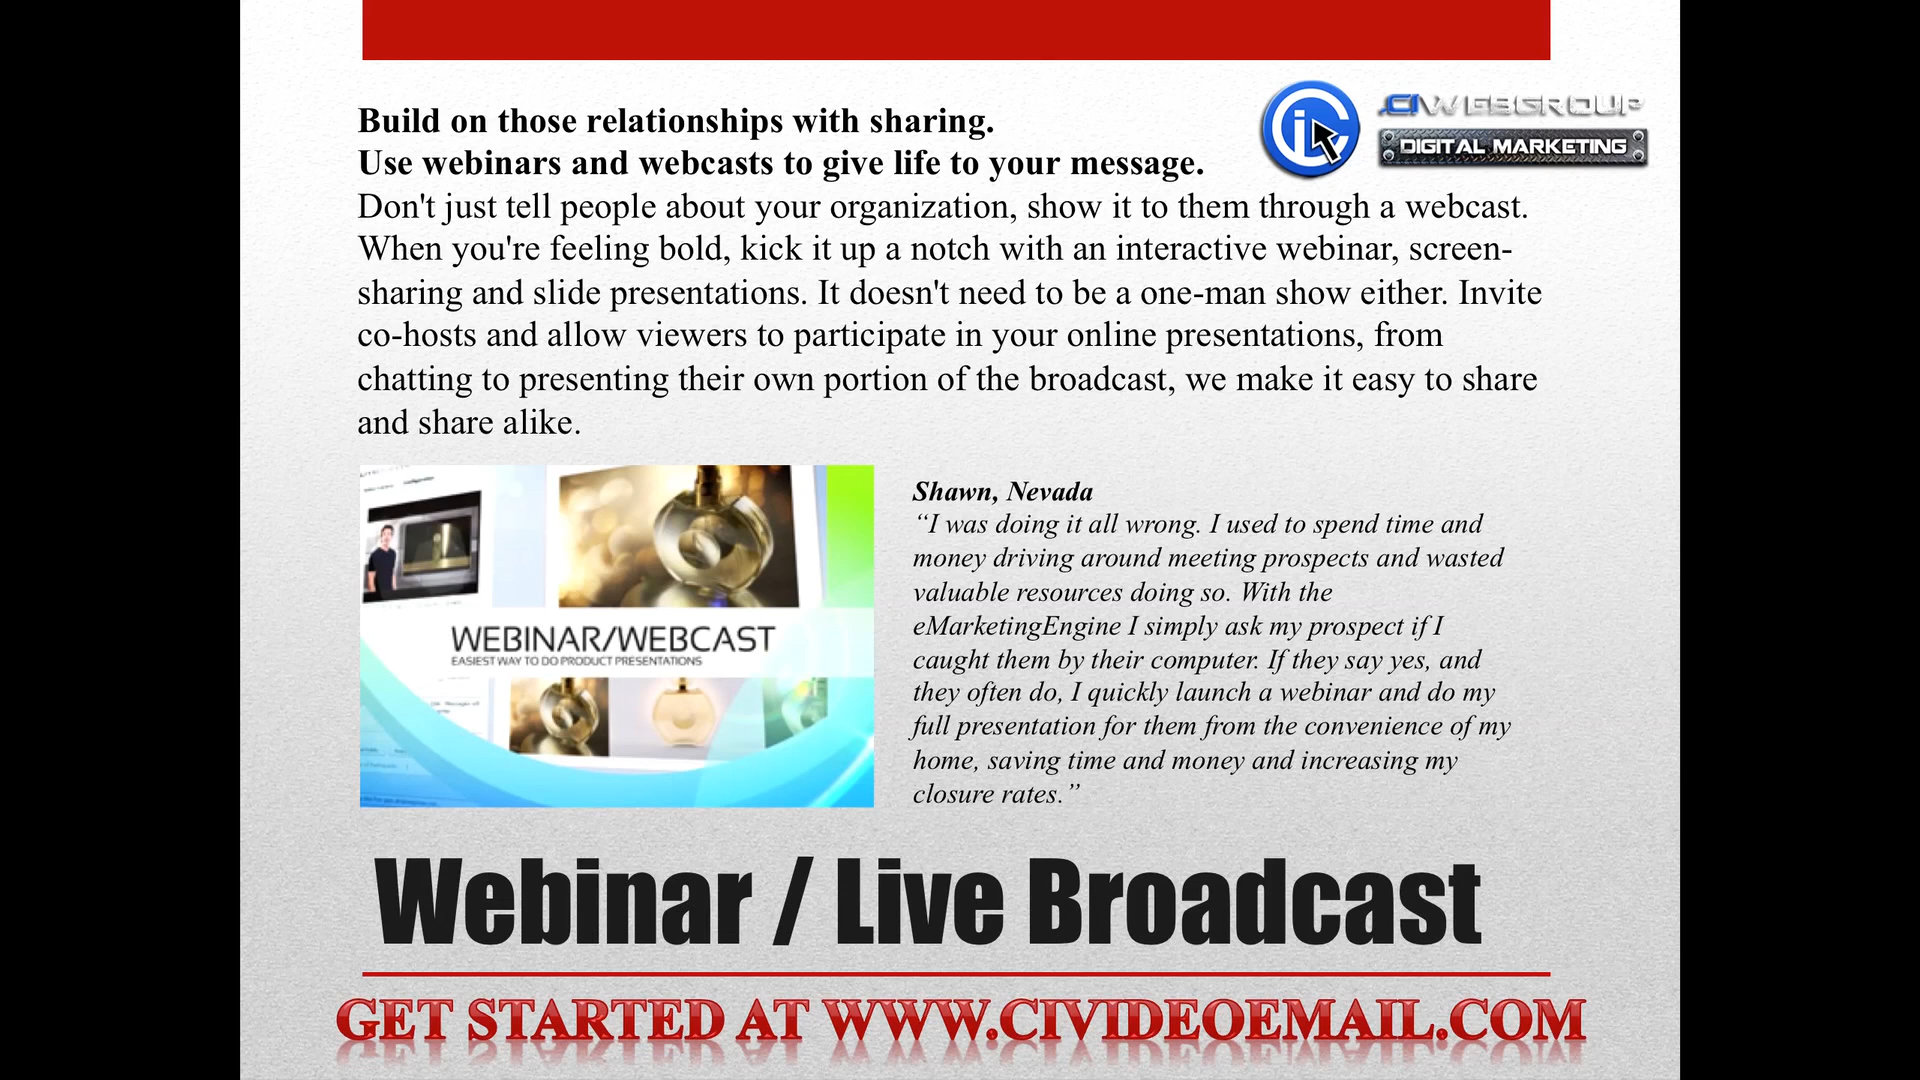 Build on those relationships with sharing.
Use webinars and webcasts to give life to your message.
Don't just tell people about your organization, show it to them through a webcast.
When you're feeling bold, kick it up a notch with an interactive webinar, screen-
sharing and slide presentations. It doesn't need to be a one-man show either. Invite
co-hosts and allow viewers to participate in your online presentations, from
chatting to presenting their own portion of the broadcast, we make it easy to share
and share alike.
CIWEBGROUP
DIGITAL MARKETING
WEBINAR/WEBCAST
EASIEST WAY TO DO PRODUCT PRESENTATIONS
Shawn, Nevada
“I was doing it all wrong. I used to spend time and
money driving around meeting prospects and wasted
valuable resources doing so. With the
eMarketingEngine I simply ask my prospect if I
caught them by their computer. If they say yes, and
they often do, I quickly launch a webinar and do my
full presentation for them from the convenience of my
home, saving time and money and increasing my
closure rates.”
Webinar / Live Broadcast
GET STARTED AT WWW.CIVIDEOEMAIL.COM